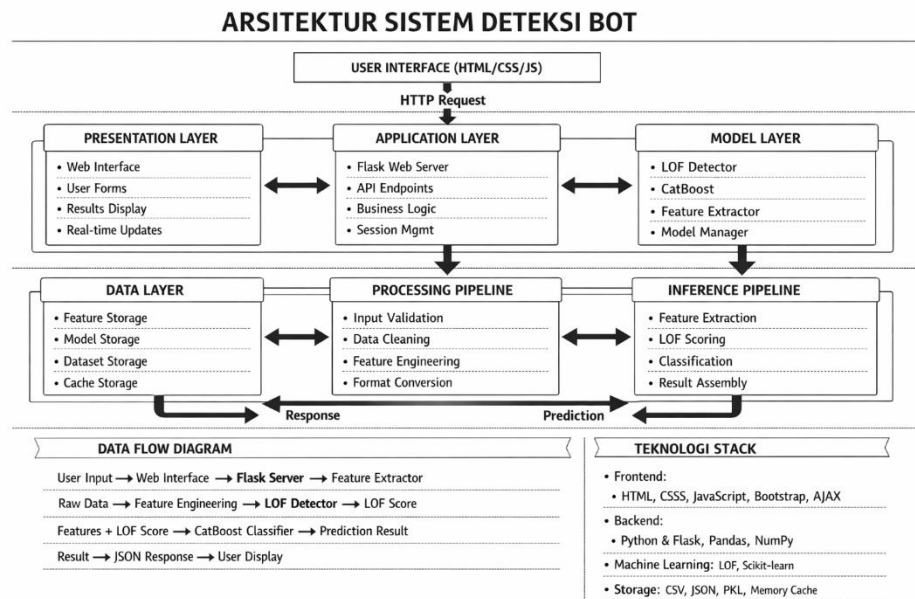 ARSITEKTUR SISTEM DETEKSI BOT
USER INTERFACE (HTML/CSS/JS)
HTTP Request
PRESENTATION LAYER
• Web Interface
• User Forms
• Results Display
• Real-time Updates
APPLICATION LAYER
• Flask Web Server
• API Endpoints
• Business Logic
• Session Mgmt
MODEL LAYER
• LOF Detector
• CatBoost
• Feature Extractor
• Model Manager
DATA LAYER
• Feature Storage
• Model Storage
• Dataset Storage
• Cache Storage
PROCESSING PIPELINE
• Input Validation
• Data Cleaning
• Feature Engineering
• Format Conversion
INFERENCE PIPELINE
• Feature Extraction
• LOF Scoring
• Classification
• Result Assembly
Response
Prediction
DATA FLOW DIAGRAM
User Input → Web Interface → Flask Server → Feature Extractor
Raw Data → Feature Engineering → LOF Detector → LOF Score
Features + LOF Score → CatBoost Classifier → Prediction Result
Result → JSON Response → User Display
TEKNOLOGI STACK
• Frontend:
• HTML, CSSS, JavaScript, Bootstrap, AJAX
• Backend:
• Python & Flask, Pandas, NumPy
• Machine Learning: LOF, Scikit-learn
• Storage: CSV, JSON, PKL, Memory Cache